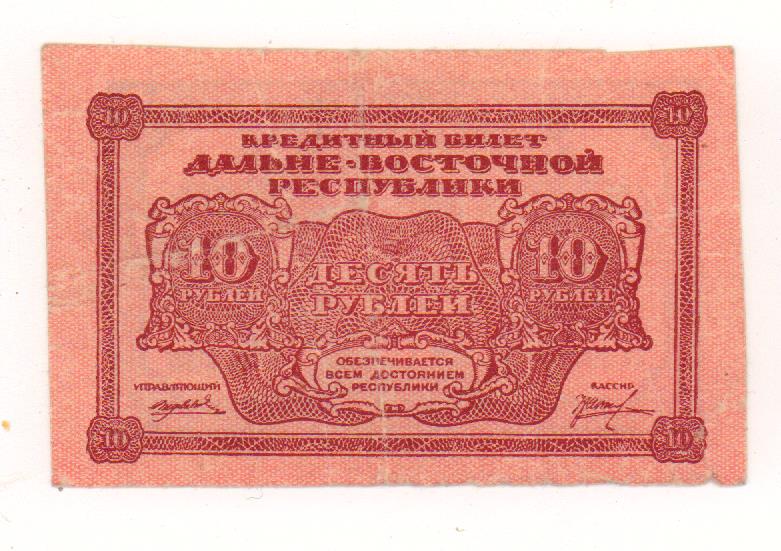 10 10
КРЕДИТНЫЙ БИЛЕТ
ДАЛЬНЕ-ВОСТОЧНОЙ
РЕСПУБЛИКИ
10 РУБЛЕЙ
ДЕСЯТЬ
РУБЛЕЙ
10 РУБЛЕЙ
ОБЕЗПЕЧИВАЕТСЯ
ВСЕМ ДОСТОЯНИЕМ
РЕСПУБЛИКИ
УПРАВЛЯЮЩИЙ
КАССИР
10 10